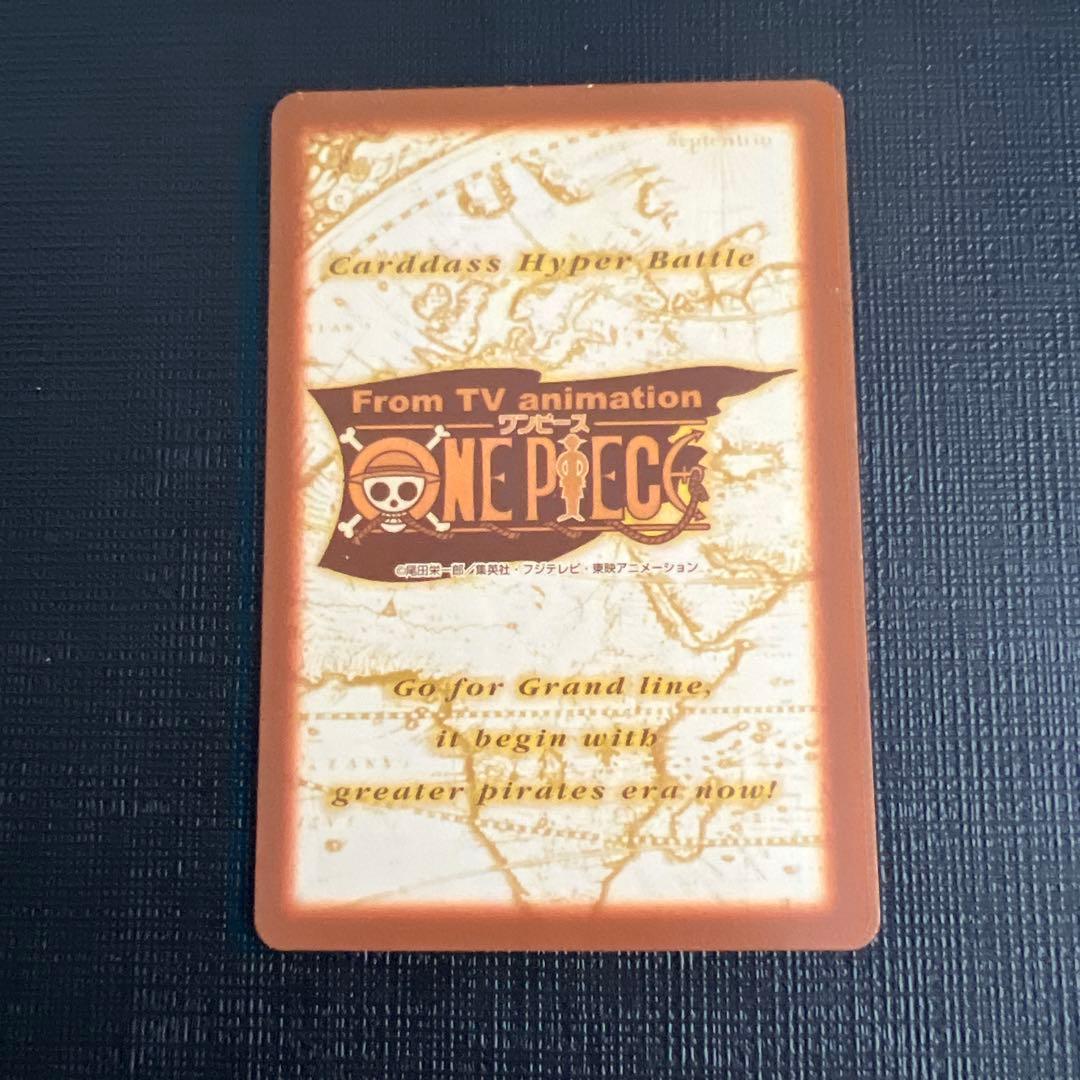 Septentrio
Carddass Hyper Battle
From TV animation
ワンピース
ONE PIECE
©尾田栄一郎／集英社・フジテレビ・東映アニメーション
Go for Grand line,
it begin with
greater pirates era now!